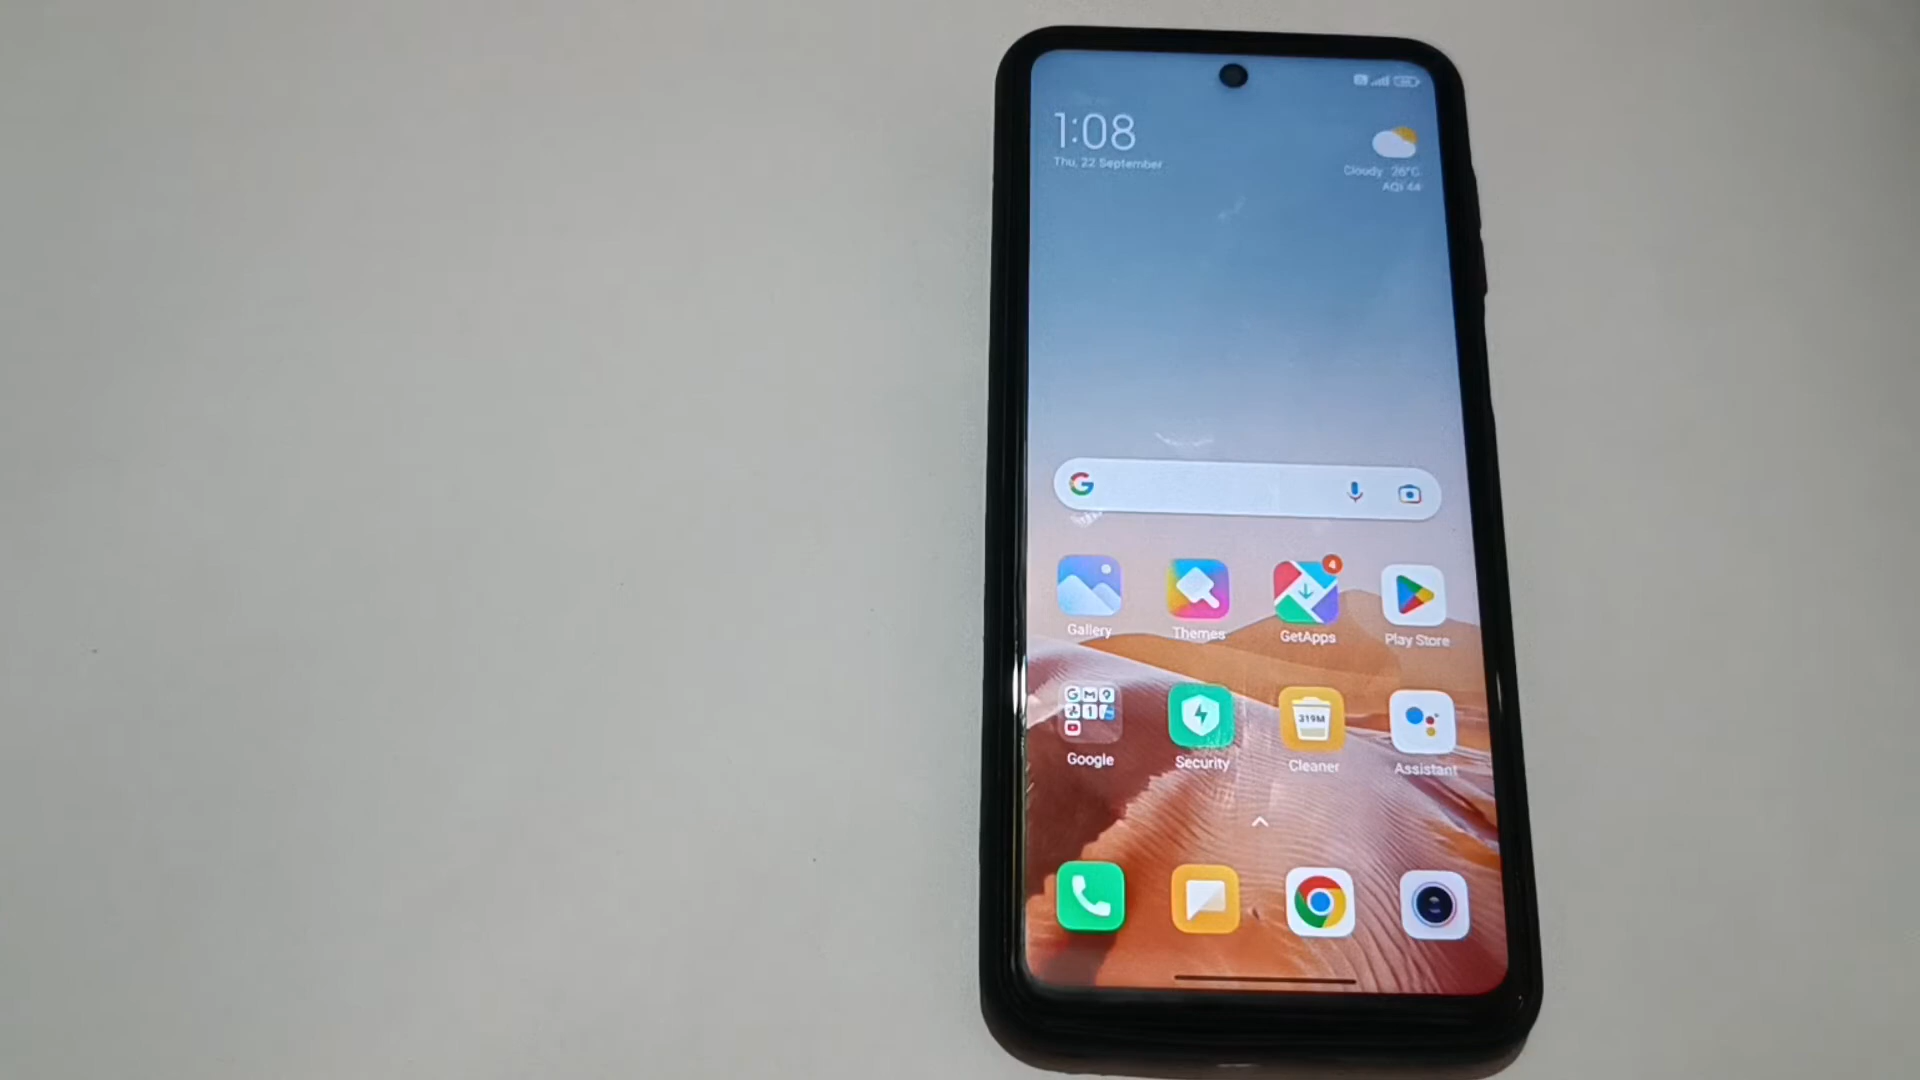 1:08
Thu, 22 September
Cloudy 26°C
AQI 44
G
4
Gallery
Themes
GetApps
Play Store
319M
Google
Security
Cleaner
Assistant